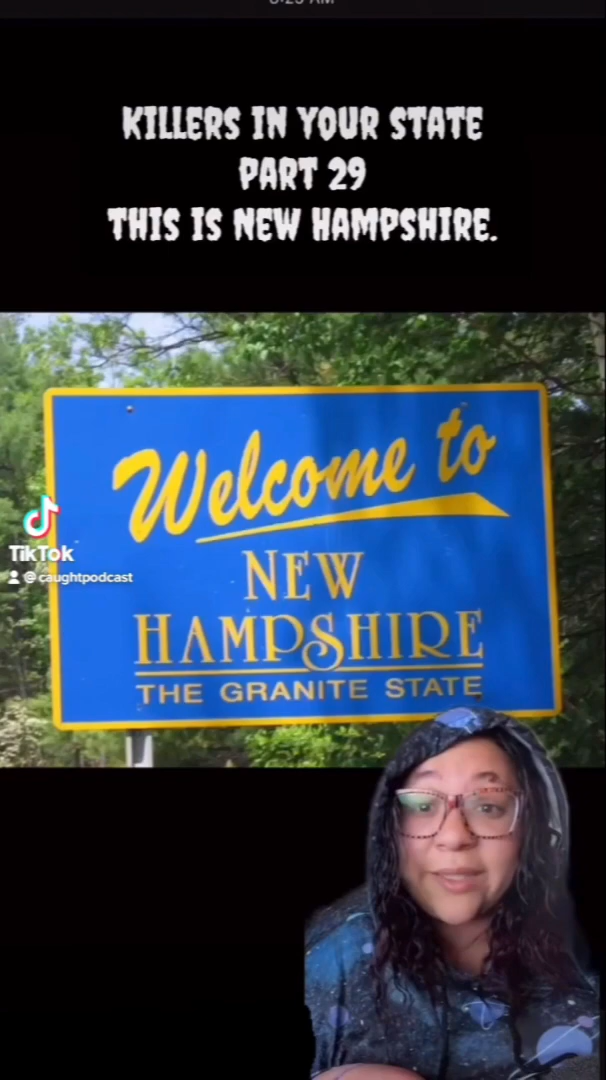 KILLERS IN YOUR STATE
PART 29
THIS IS NEW HAMPSHIRE.
Welcome to
NEW
HAMPSHIRE
THE GRANITE STATE
TikTok
@caughtpodcast